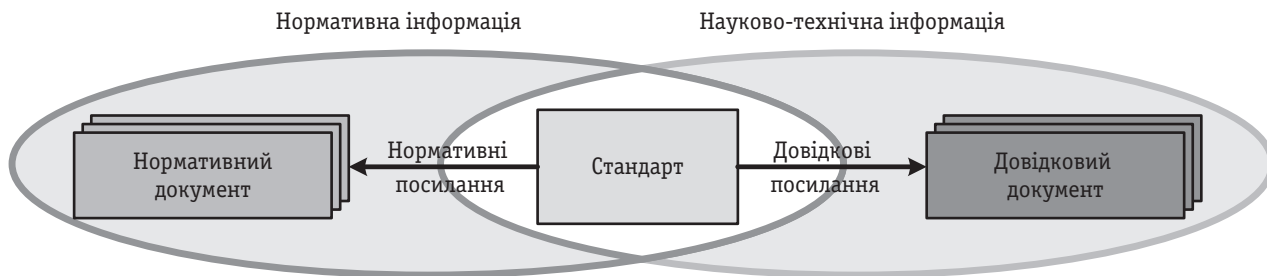 Нормативна інформація
Науково-технічна інформація
Нормативний
документ
Нормативні
посилання
Стандарт
Довідкові
посилання
Довідковий
документ